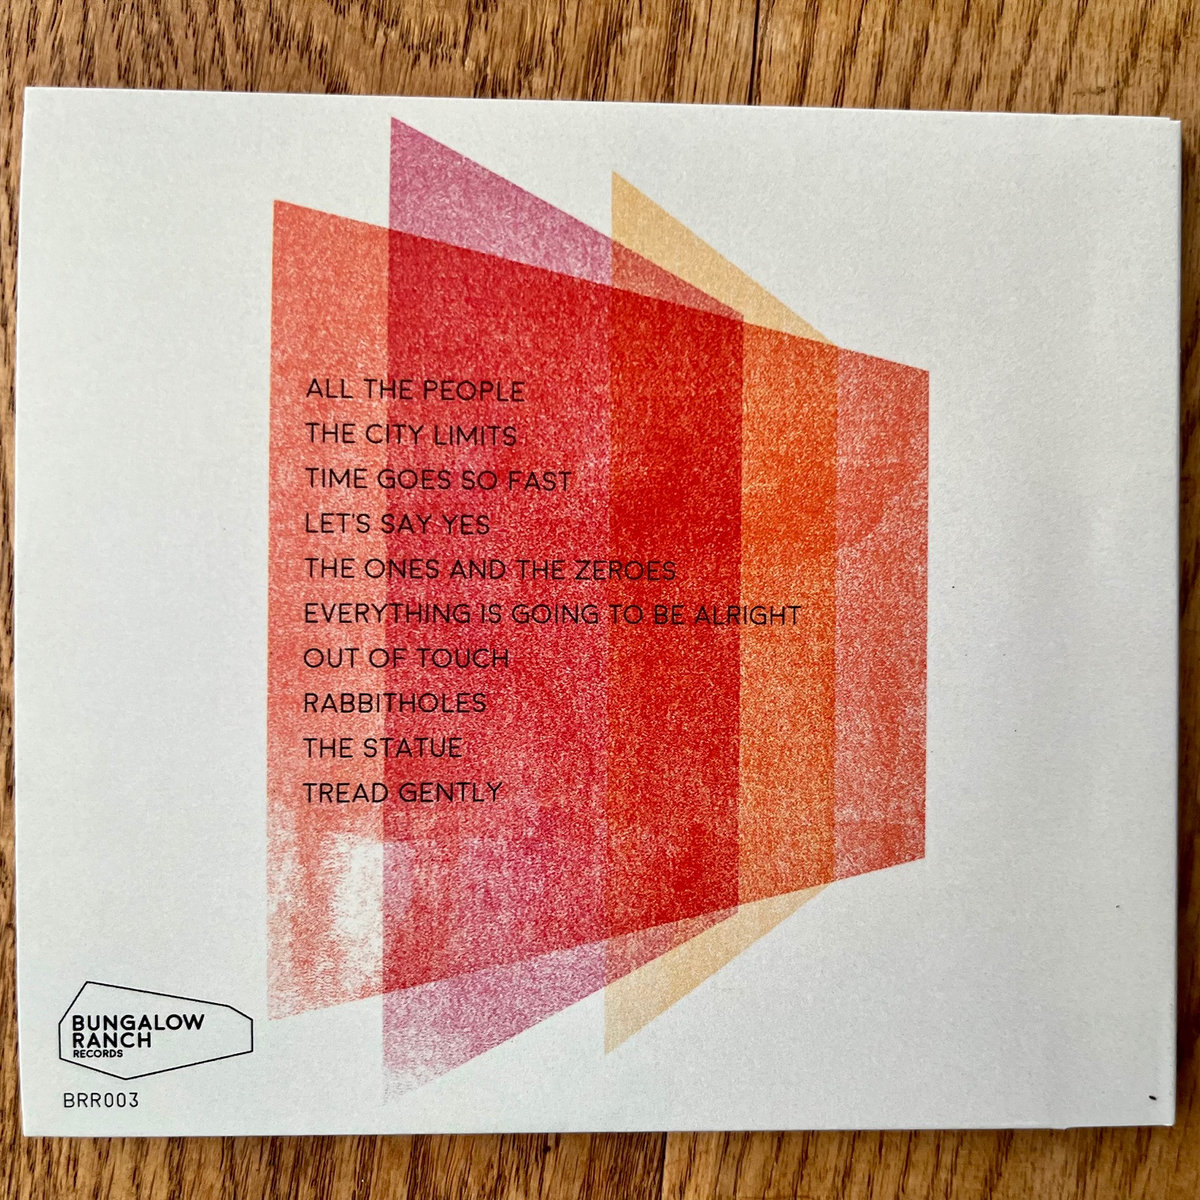 ALL THE PEOPLE
THE CITY LIMITS
TIME GOES SO FAST
LET'S SAY YES
THE ONES AND THE ZEROES
EVERYTHING IS GOING TO BE ALRIGHT
OUT OF TOUCH
RABBITHOLES
THE STATUE
TREAD GENTLY
BUNGALOW
RANCH
RECORDS
BRR003